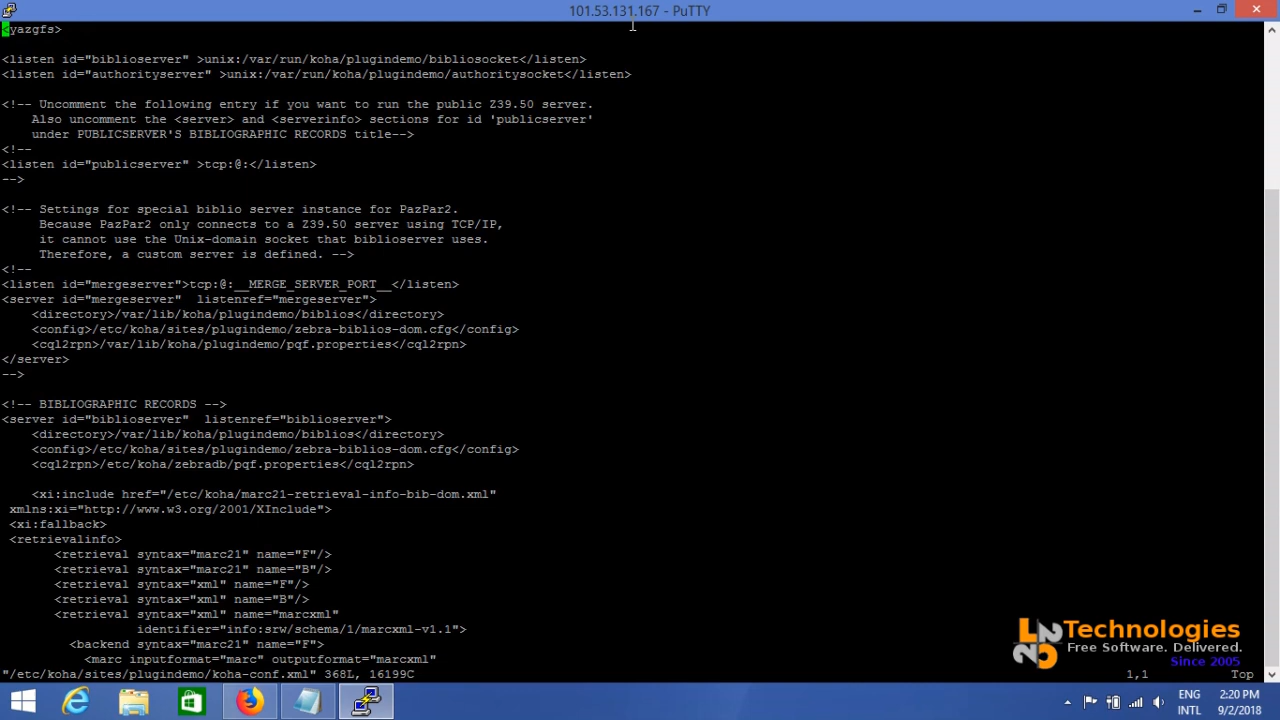 101.53.131.167 - PuTTY
<yazgfs>
<listen id="biblioserver" >unix:/var/run/koha/plugindemo/bibliosocket</listen>
<listen id="authorityserver" >unix:/var/run/koha/plugindemo/authoritysocket</listen>
<!-- Uncomment the following entry if you want to run the public Z39.50 server.
Also uncomment the <server> and <serverinfo> sections for id 'publicserver'
under PUBLICSERVER'S BIBLIOGRAPHIC RECORDS title-->
<!--
<listen id="publicserver" >tcp:@:</listen>
-->
<!-- Settings for special biblio server instance for PazPar2.
Because PazPar2 only connects to a Z39.50 server using TCP/IP,
it cannot use the Unix-domain socket that biblioserver uses.
Therefore, a custom server is defined. -->
<!--
<listen id="mergeserver">tcp:@:__MERGE_SERVER_PORT__</listen>
<server id="mergeserver"  listenref="mergeserver">
<directory>/var/lib/koha/plugindemo/biblios</directory>
<config>/etc/koha/sites/plugindemo/zebra-biblios-dom.cfg</config>
<cql2rpn>/var/lib/koha/plugindemo/pqf.properties</cql2rpn>
</server>
-->
<!-- BIBLIOGRAPHIC RECORDS -->
<server id="biblioserver"  listenref="biblioserver">
<directory>/var/lib/koha/plugindemo/biblios</directory>
<config>/etc/koha/sites/plugindemo/zebra-biblios-dom.cfg</config>
<cql2rpn>/etc/koha/zebradb/pqf.properties</cql2rpn>
<xi:include href="/etc/koha/marc21-retrieval-info-bib-dom.xml"
xmlns:xi="http://www.w3.org/2001/XInclude">
<xi:fallback>
<retrievalinfo>
<retrieval syntax="marc21" name="F"/>
<retrieval syntax="marc21" name="B"/>
<retrieval syntax="xml" name="F"/>
<retrieval syntax="xml" name="B"/>
<retrieval syntax="xml" name="marcxml"
identifier="info:srw/schema/1/marcxml-v1.1">
<backend syntax="marc21" name="F">
<marc inputformat="marc" outputformat="marcxml"
"/etc/koha/sites/plugindemo/koha-conf.xml" 368L, 16199C
1,1
Top
L2C2 Technologies
Free Software. Delivered.
Since 2005
ENG
INTL
2:20 PM
9/2/2018